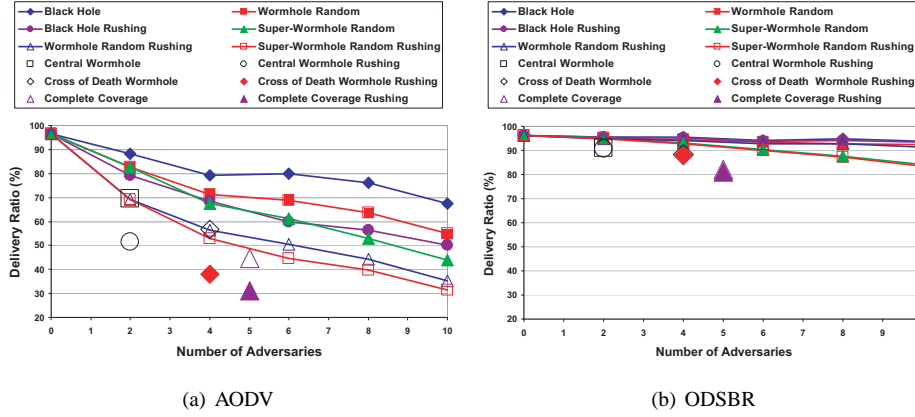 Black Hole Wormhole Random
Black Hole Rushing Super-Wormhole Random
Wormhole Random Rushing Super-Wormhole Random Rushing
Central Wormhole Central Wormhole Rushing
Cross of Death Wormhole Cross of Death Wormhole Rushing
Complete Coverage Complete Coverage Rushing
100
90
80
70
60
50
40
30
20
Delivery Ratio (%)
0 1 2 3 4 5 6 7 8 9 10
Number of Adversaries
(a) AODV
Black Hole Wormhole Random
Black Hole Rushing Super-Wormhole Random
Wormhole Random Rushing Super-Wormhole Random Rushing
Central Wormhole Central Wormhole Rushing
Cross of Death Wormhole Cross of Death Wormhole Rushing
Complete Coverage Complete Coverage Rushing
100
90
80
70
60
50
40
30
20
Delivery Ratio (%)
0 1 2 3 4 5 6 7 8 9
Number of Adversaries
(b) ODSBR